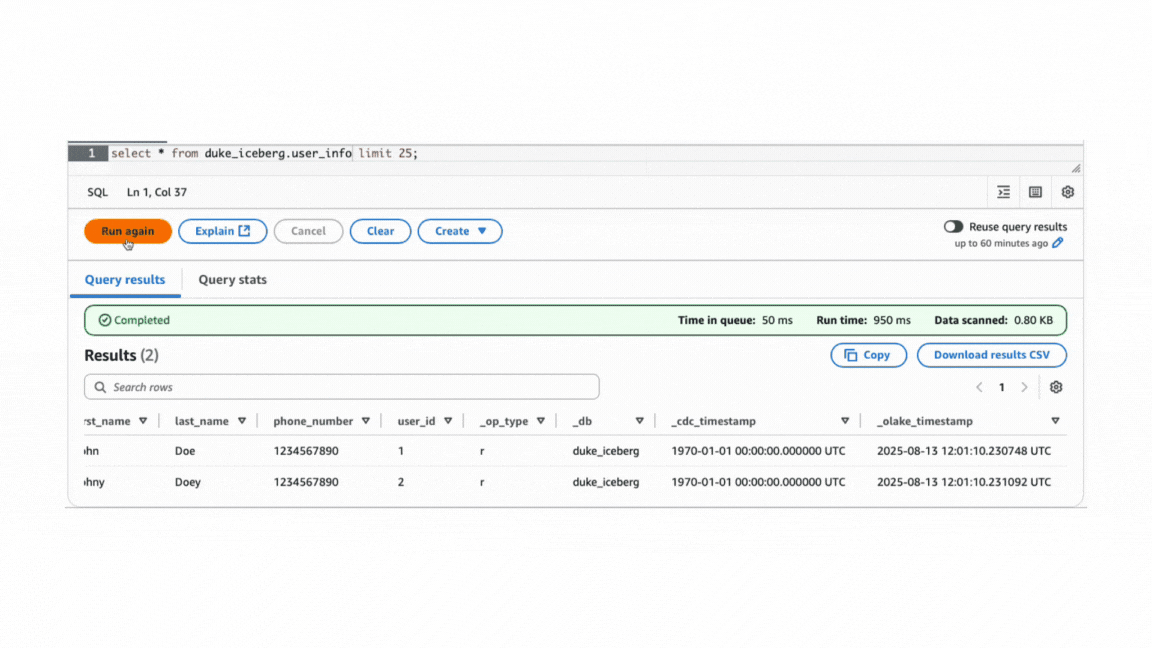 1 select * from duke_iceberg.user_info limit 25;
SQL Ln 1, Col 37
Run again Explain Cancel Clear Create Reuse query results
up to 60 minutes ago
Query results Query stats
Completed Time in queue: 50 ms Run time: 950 ms Data scanned: 0.80 KB
Results (2) Copy Download results CSV
Search rows 1
rst_name last_name phone_number user_id _op_type _db _cdc_timestamp _olake_timestamp
hn Doe 1234567890 1 r duke_iceberg 1970-01-01 00:00:00.000000 UTC 2025-08-13 12:01:10.230748 UTC
hny Doey 1234567890 2 r duke_iceberg 1970-01-01 00:00:00.000000 UTC 2025-08-13 12:01:10.231092 UTC